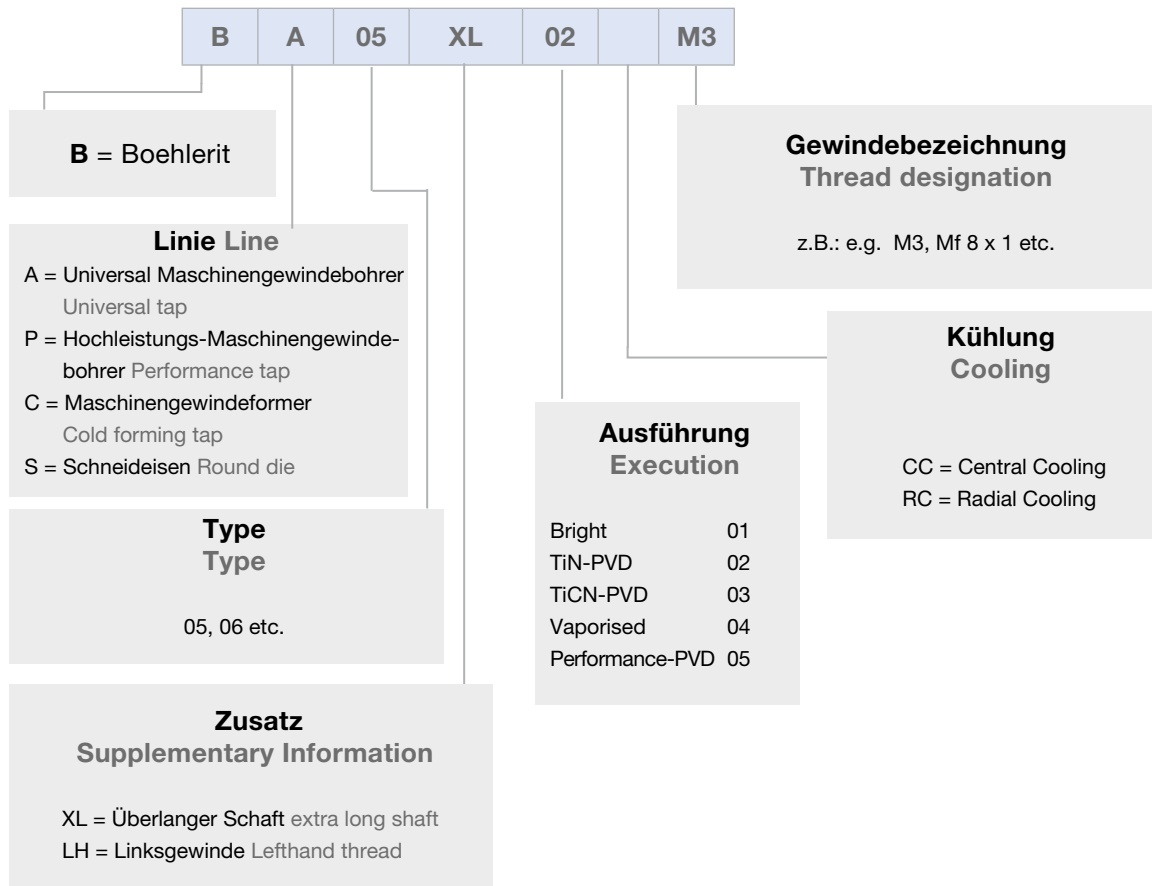 B A 05 XL 02 M3
B = Boehlerit
Linie Line
A = Universal Maschinengewindebohrer
Universal tap
P = Hochleistungs-Maschinengewinde-
bohrer Performance tap
C = Maschinengewindeformer
Cold forming tap
S = Schneideisen Round die
Type
Type
05, 06 etc.
Zusatz
Supplementary Information
XL = Überlanger Schaft extra long shaft
LH = Linksgewinde Lefthand thread
Ausführung
Execution
Bright 01
TiN-PVD 02
TiCN-PVD 03
Vaporised 04
Performance-PVD 05
Kühlung
Cooling
CC = Central Cooling
RC = Radial Cooling
Gewindebezeichnung
Thread designation
z.B.: e.g. M3, Mf 8 x 1 etc.